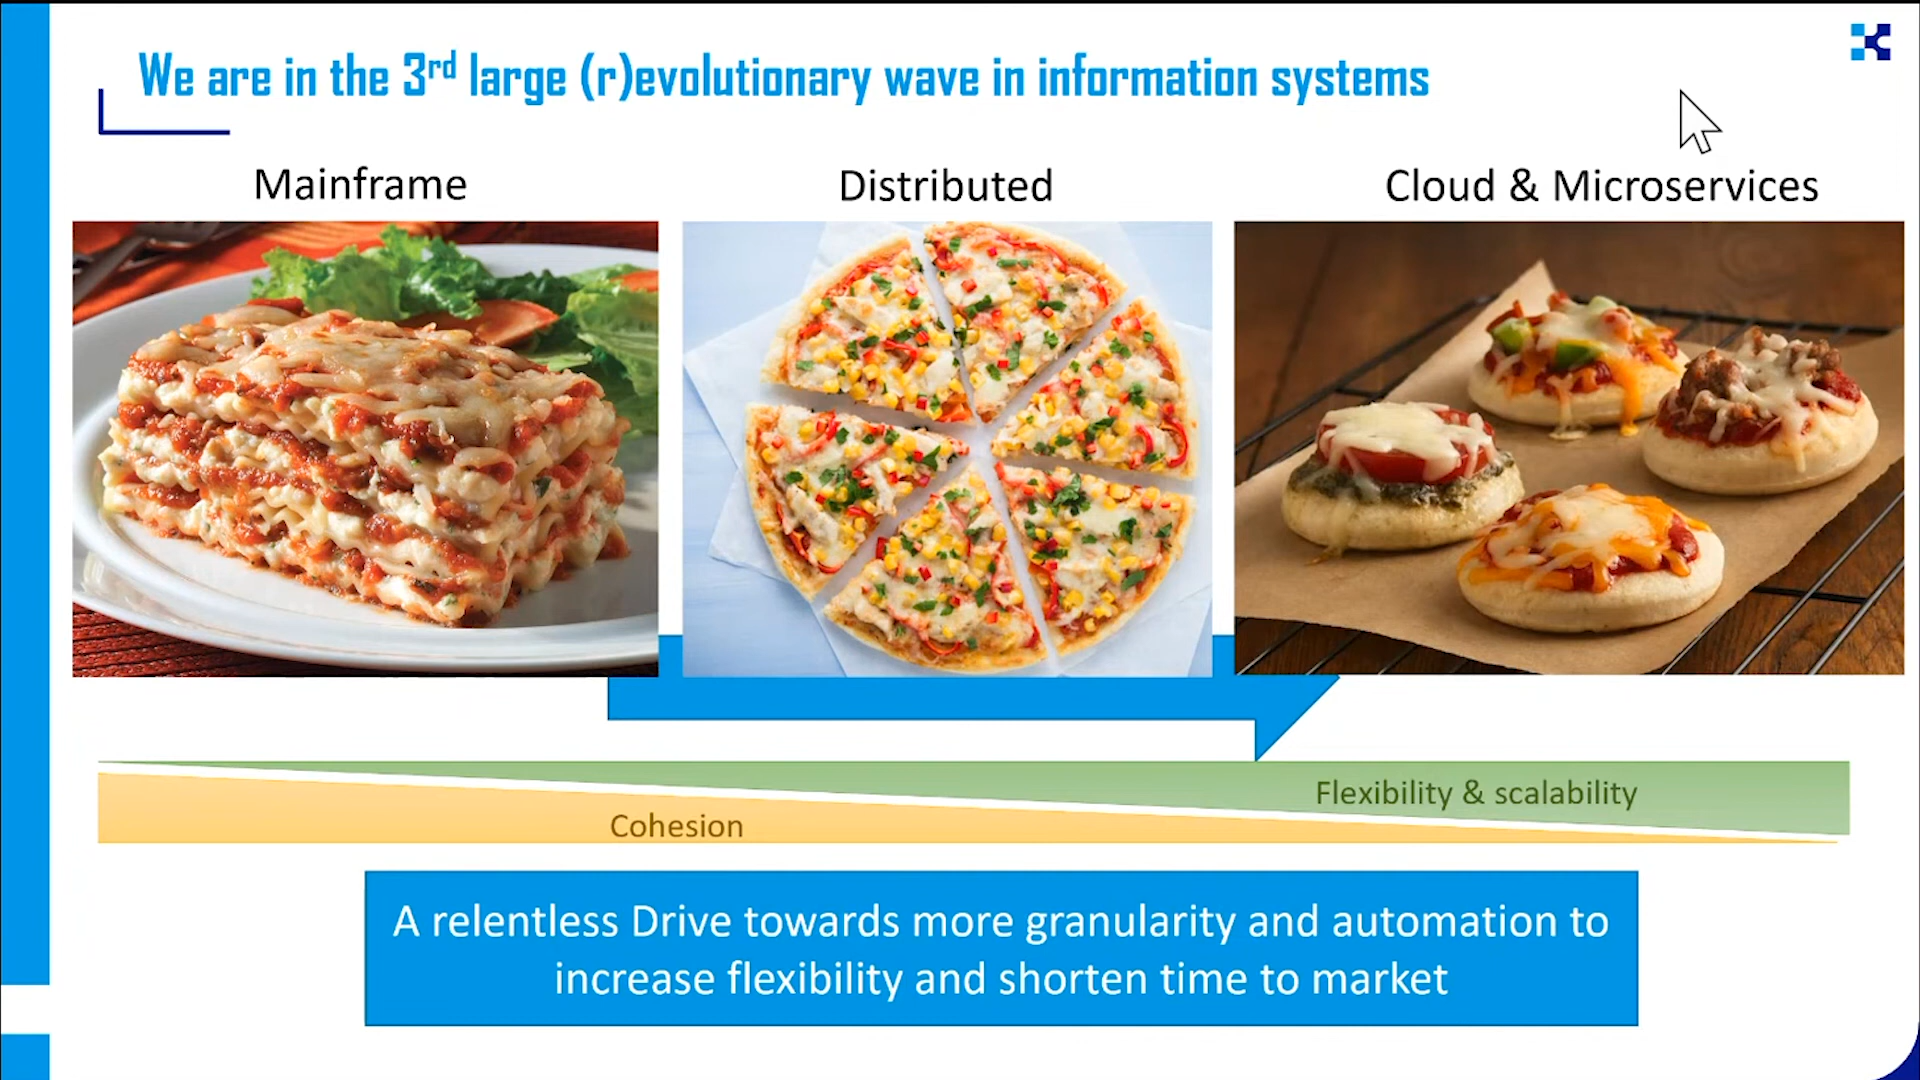 We are in the 3rd large (r)evolutionary wave in information systems
Mainframe
Distributed
Cloud & Microservices
Flexibility & scalability
Cohesion
A relentless Drive towards more granularity and automation to
increase flexibility and shorten time to market